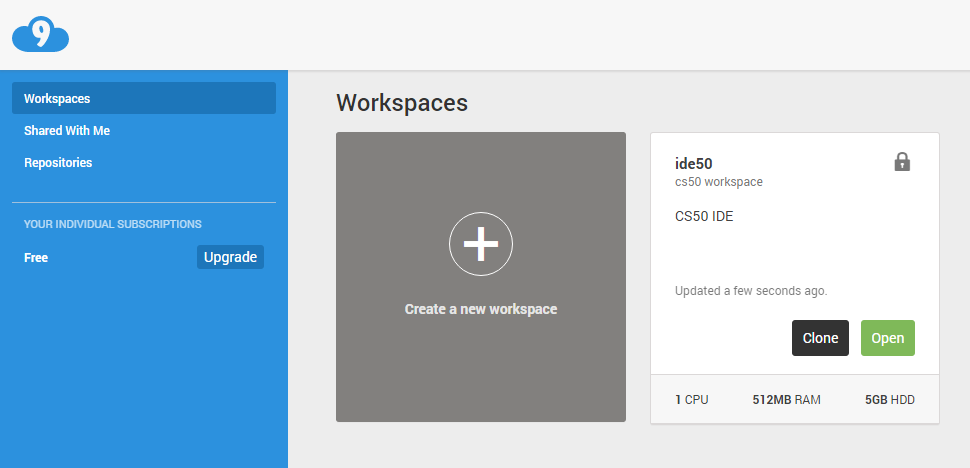 9
Workspaces
Shared With Me
Repositories
YOUR INDIVIDUAL SUBSCRIPTIONS
Free Upgrade
Workspaces
Create a new workspace
ide50
cs50 workspace
CS50 IDE
Updated a few seconds ago.
Clone Open
1 CPU 512MB RAM 5GB HDD